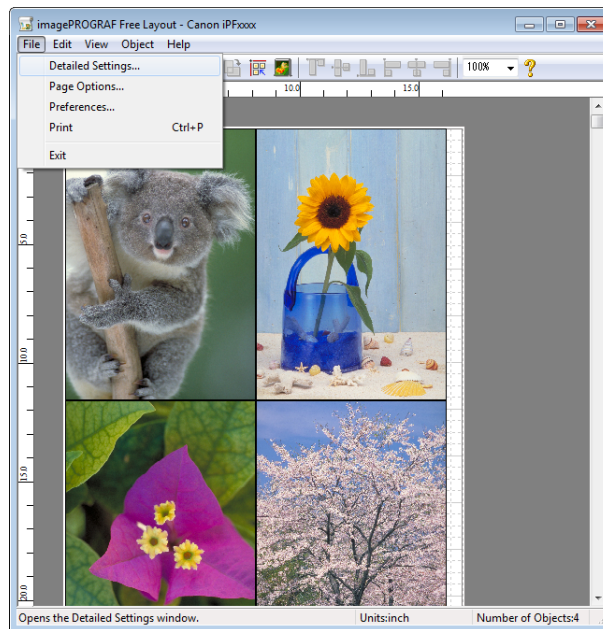 imagePROGRAF Free Layout - Canon iPFxxxx
File Edit View Object Help
Detailed Settings...
Page Options...
Preferences...
Print Ctrl+P
Exit
100%
10.0 15.0
5.0
10.0
15.0
20.0
Opens the Detailed Settings window. Units:inch Number of Objects:4